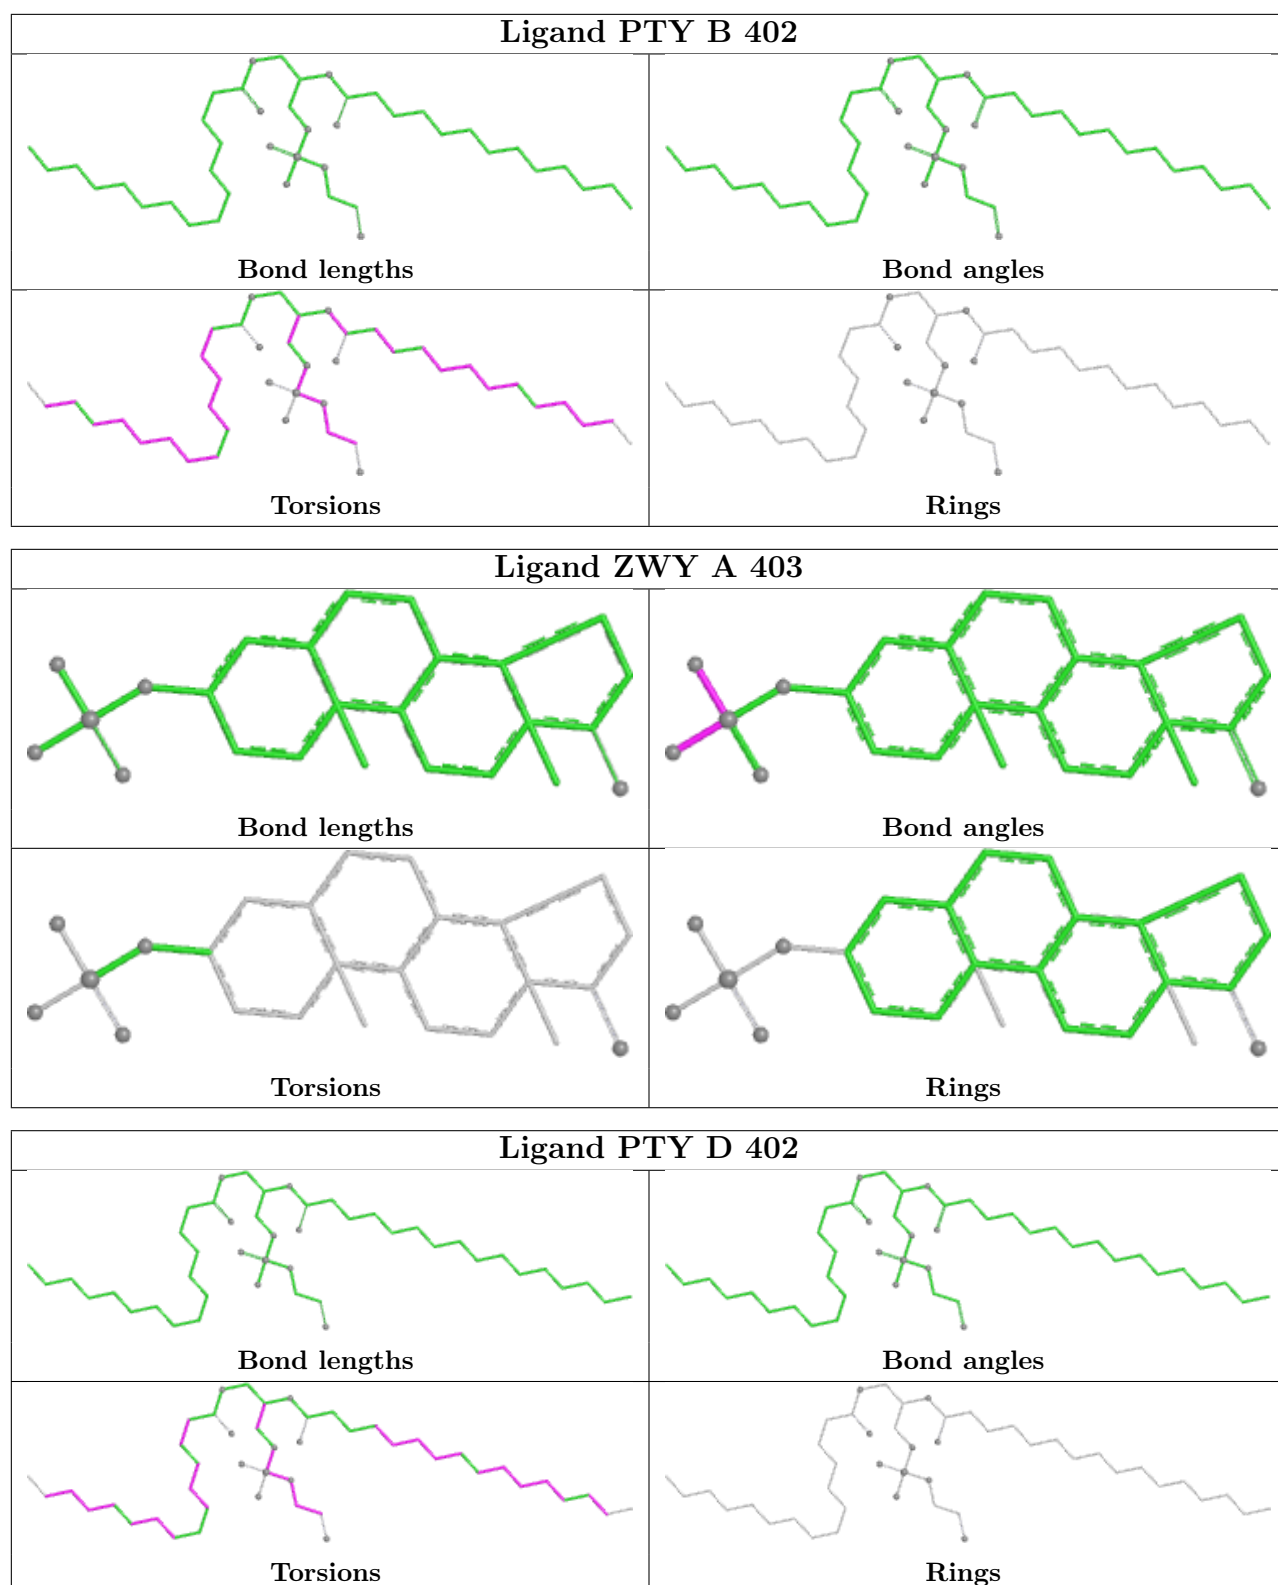 Ligand PTY B 402
Bond lengths
Bond angles
Torsions
Rings
Ligand ZWY A 403
Bond lengths
Bond angles
Torsions
Rings
Ligand PTY D 402
Bond lengths
Bond angles
Torsions
Rings